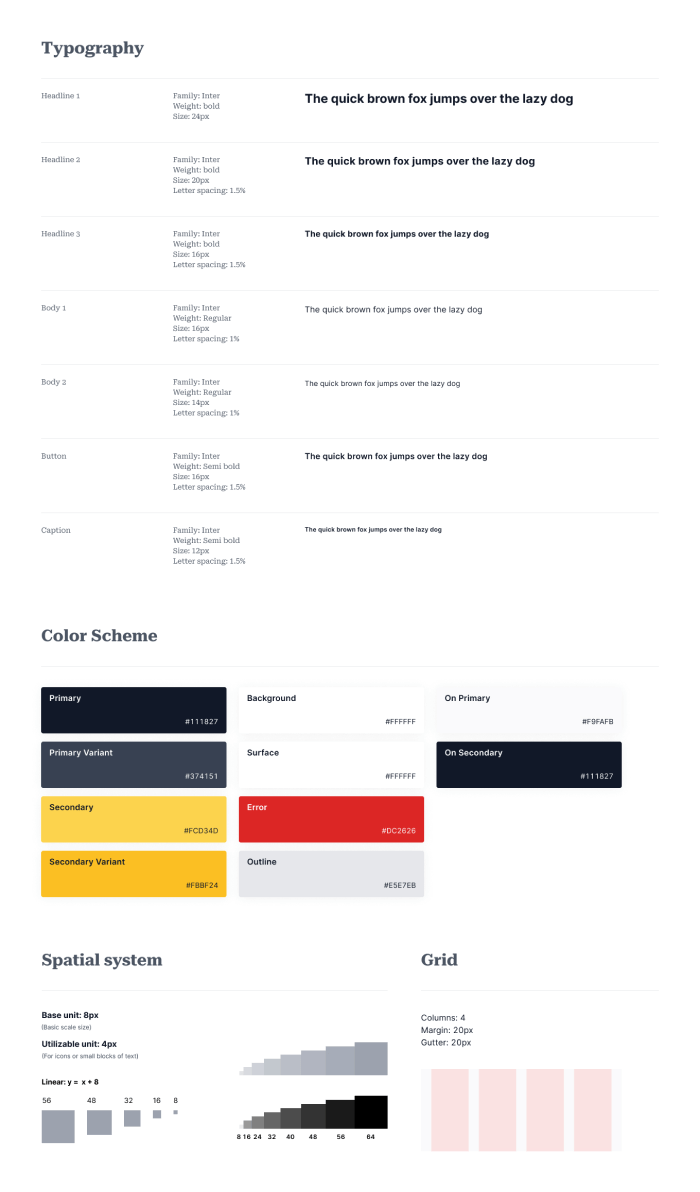 Typography
Headline 1
Family: Inter
Weight: bold
Size: 24px
The quick brown fox jumps over the lazy dog
Headline 2
Family: Inter
Weight: bold
Size: 20px
Letter spacing: 1.5%
The quick brown fox jumps over the lazy dog
Headline 3
Family: Inter
Weight: bold
Size: 16px
Letter spacing: 1.5%
The quick brown fox jumps over the lazy dog
Body 1
Family: Inter
Weight: Regular
Size: 16px
Letter spacing: 1%
The quick brown fox jumps over the lazy dog
Body 2
Family: Inter
Weight: Regular
Size: 14px
Letter spacing: 1%
The quick brown fox jumps over the lazy dog
Button
Family: Inter
Weight: Semi bold
Size: 16px
Letter spacing: 1.5%
The quick brown fox jumps over the lazy dog
Caption
Family: Inter
Weight: Semi bold
Size: 12px
Letter spacing: 1.5%
The quick brown fox jumps over the lazy dog
Color Scheme
Primary
#111827
Background
#FFFFFF
On Primary
#F9FAFB
Primary Variant
#374151
Surface
#FFFFFF
On Secondary
#111827
Secondary
#FCD34D
Error
#DC2626
Secondary Variant
#FBBF24
Outline
#E5E7EB
Spatial system
Base unit: 8px
(Basic scale size)
Utilizable unit: 4px
(For icons or small blocks of text)
Linear: y = x + 8
56 48 32 16 8
8 16 24 32 40 48 56 64
Grid
Columns: 4
Margin: 20px
Gutter: 20px